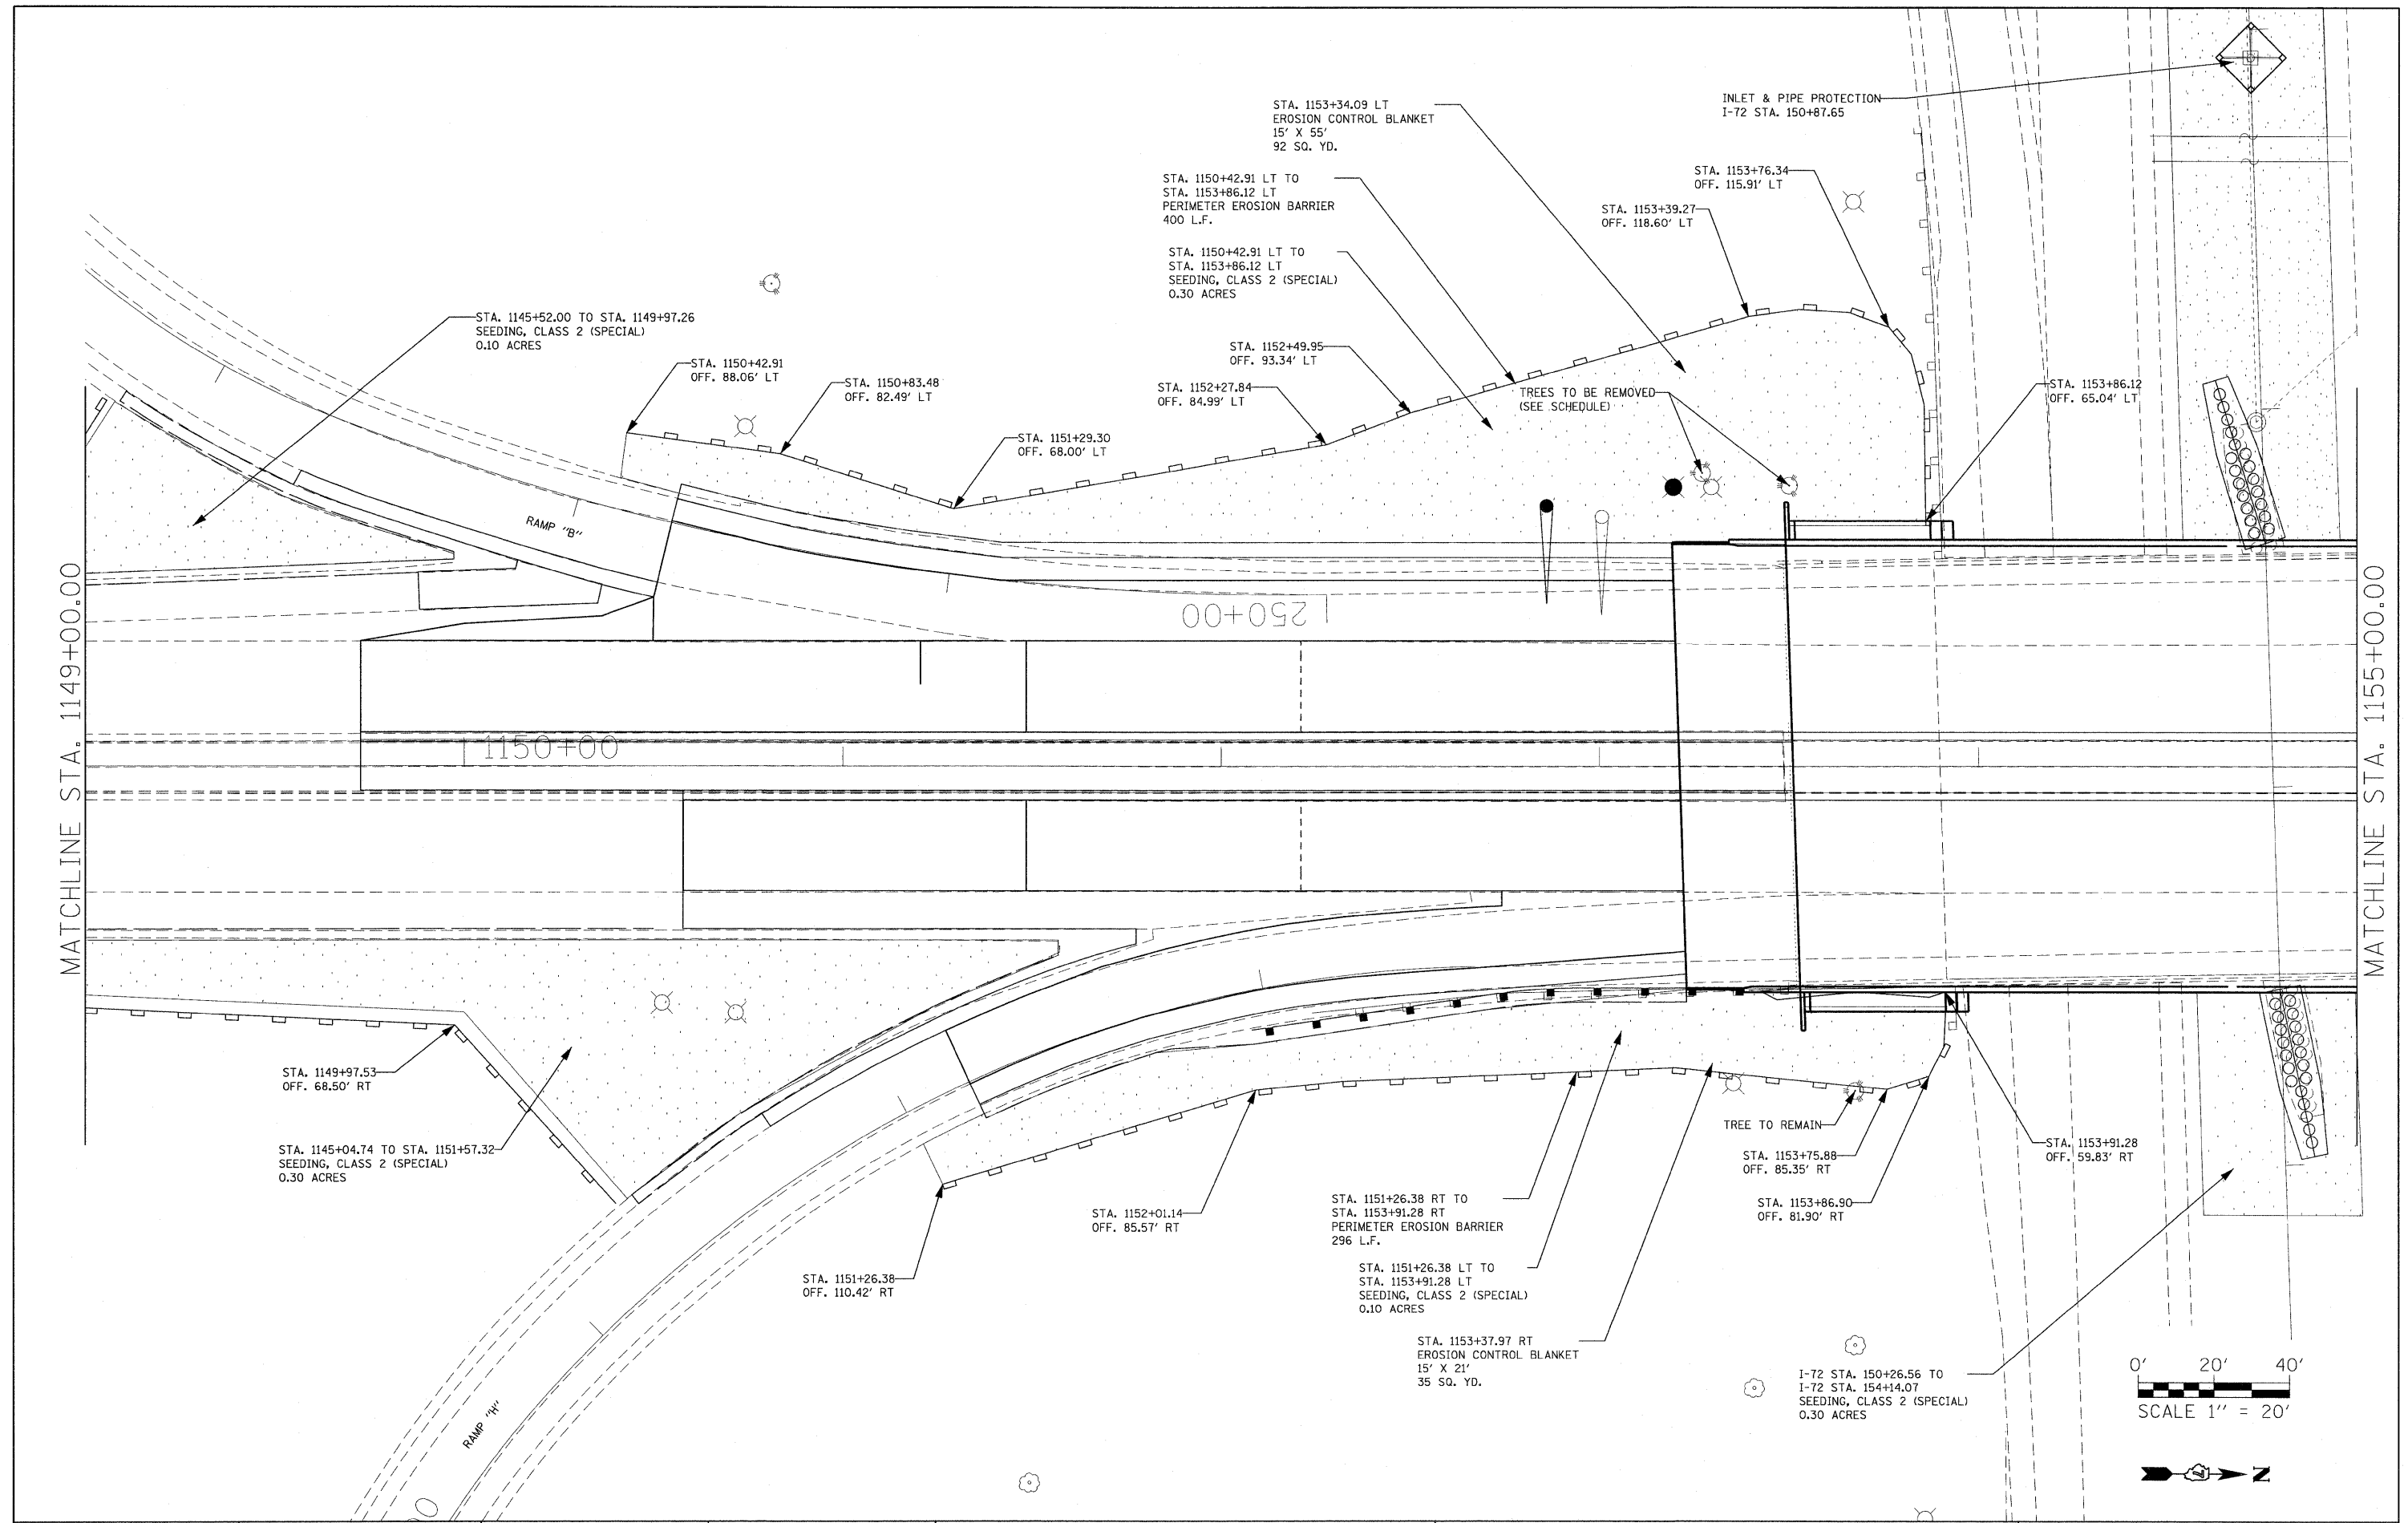 STA. 1153+34.09 LT
EROSION CONTROL BLANKET
15' X 55'
92 SQ. YD.
INLET & PIPE PROTECTION
I-72 STA. 150+87.65
STA. 1150+42.91 LT TO
STA. 1153+86.12 LT
PERIMETER EROSION BARRIER
400 L.F.
STA. 1153+76.34
OFF. 115.91' LT
STA. 1153+39.27
OFF. 118.60' LT
STA. 1150+42.91 LT TO
STA. 1153+86.12 LT
SEEDING, CLASS 2 (SPECIAL)
0.30 ACRES
STA. 1145+52.00 TO STA. 1149+97.26
SEEDING, CLASS 2 (SPECIAL)
0.10 ACRES
STA. 1152+49.95
OFF. 93.34' LT
STA. 1150+42.91
OFF. 88.06' LT
STA. 1150+83.48
OFF. 82.49' LT
STA. 1152+27.84
OFF. 84.99' LT
TREES TO BE REMOVED
(SEE SCHEDULE)
STA. 1153+86.12
OFF. 65.04' LT
STA. 1151+29.30
OFF. 68.00' LT
RAMP "B"
250+00
MATCHLINE STA. 1149+00.00
MATCHLINE STA. 1155+00.00
1150+00
STA. 1149+97.53
OFF. 68.50' RT
STA. 1145+04.74 TO STA. 1151+57.32
SEEDING, CLASS 2 (SPECIAL)
0.30 ACRES
TREE TO REMAIN
STA. 1153+91.28
OFF. 59.83' RT
STA. 1153+75.88
OFF. 85.35' RT
STA. 1153+86.90
OFF. 81.90' RT
STA. 1152+01.14
OFF. 85.57' RT
STA. 1151+26.38 RT TO
STA. 1153+91.28 RT
PERIMETER EROSION BARRIER
296 L.F.
STA. 1151+26.38
OFF. 110.42' RT
STA. 1151+26.38 LT TO
STA. 1153+91.28 LT
SEEDING, CLASS 2 (SPECIAL)
0.10 ACRES
STA. 1153+37.97 RT
EROSION CONTROL BLANKET
15' X 21'
35 SQ. YD.
I-72 STA. 150+26.56 TO
I-72 STA. 154+14.07
SEEDING, CLASS 2 (SPECIAL)
0.30 ACRES
RAMP "H"
0' 20' 40'
SCALE 1" = 20'
N